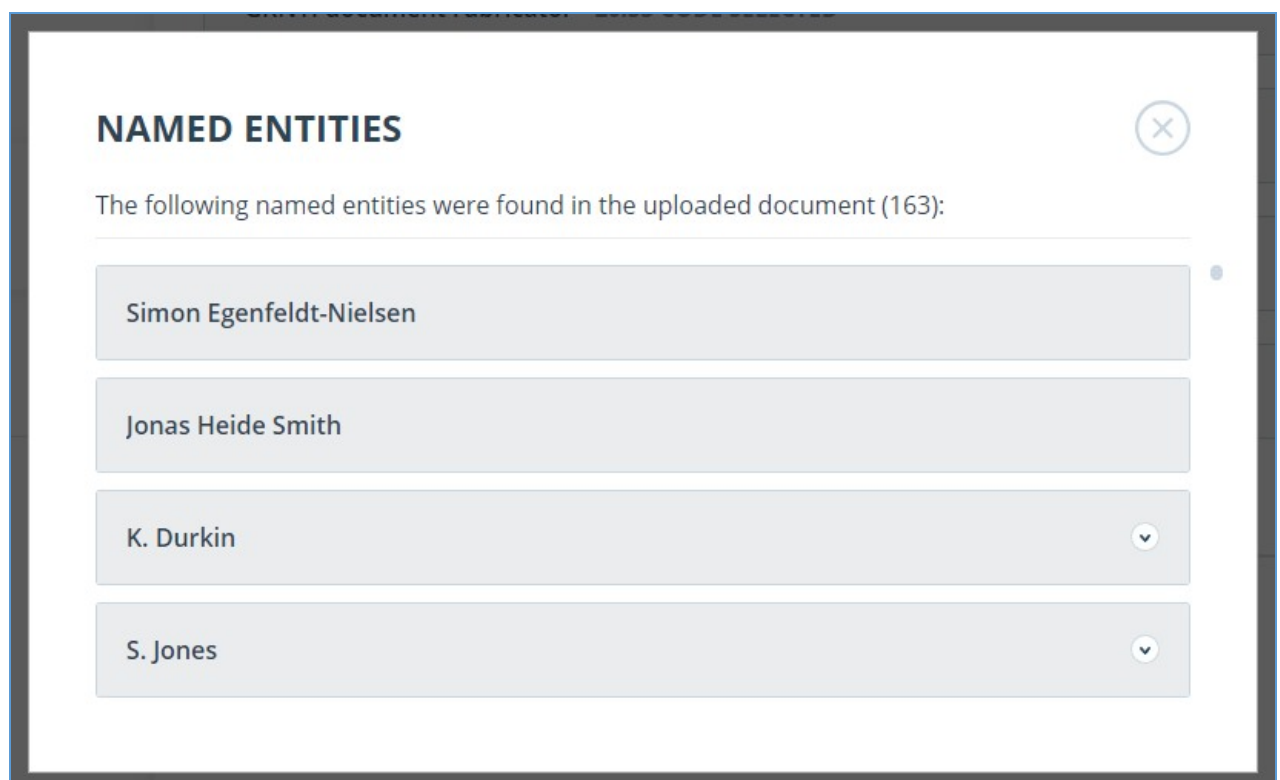 NAMED ENTITIES
The following named entities were found in the uploaded document (163):
Simon Egenfeldt-Nielsen
Jonas Heide Smith
K. Durkin
S. Jones